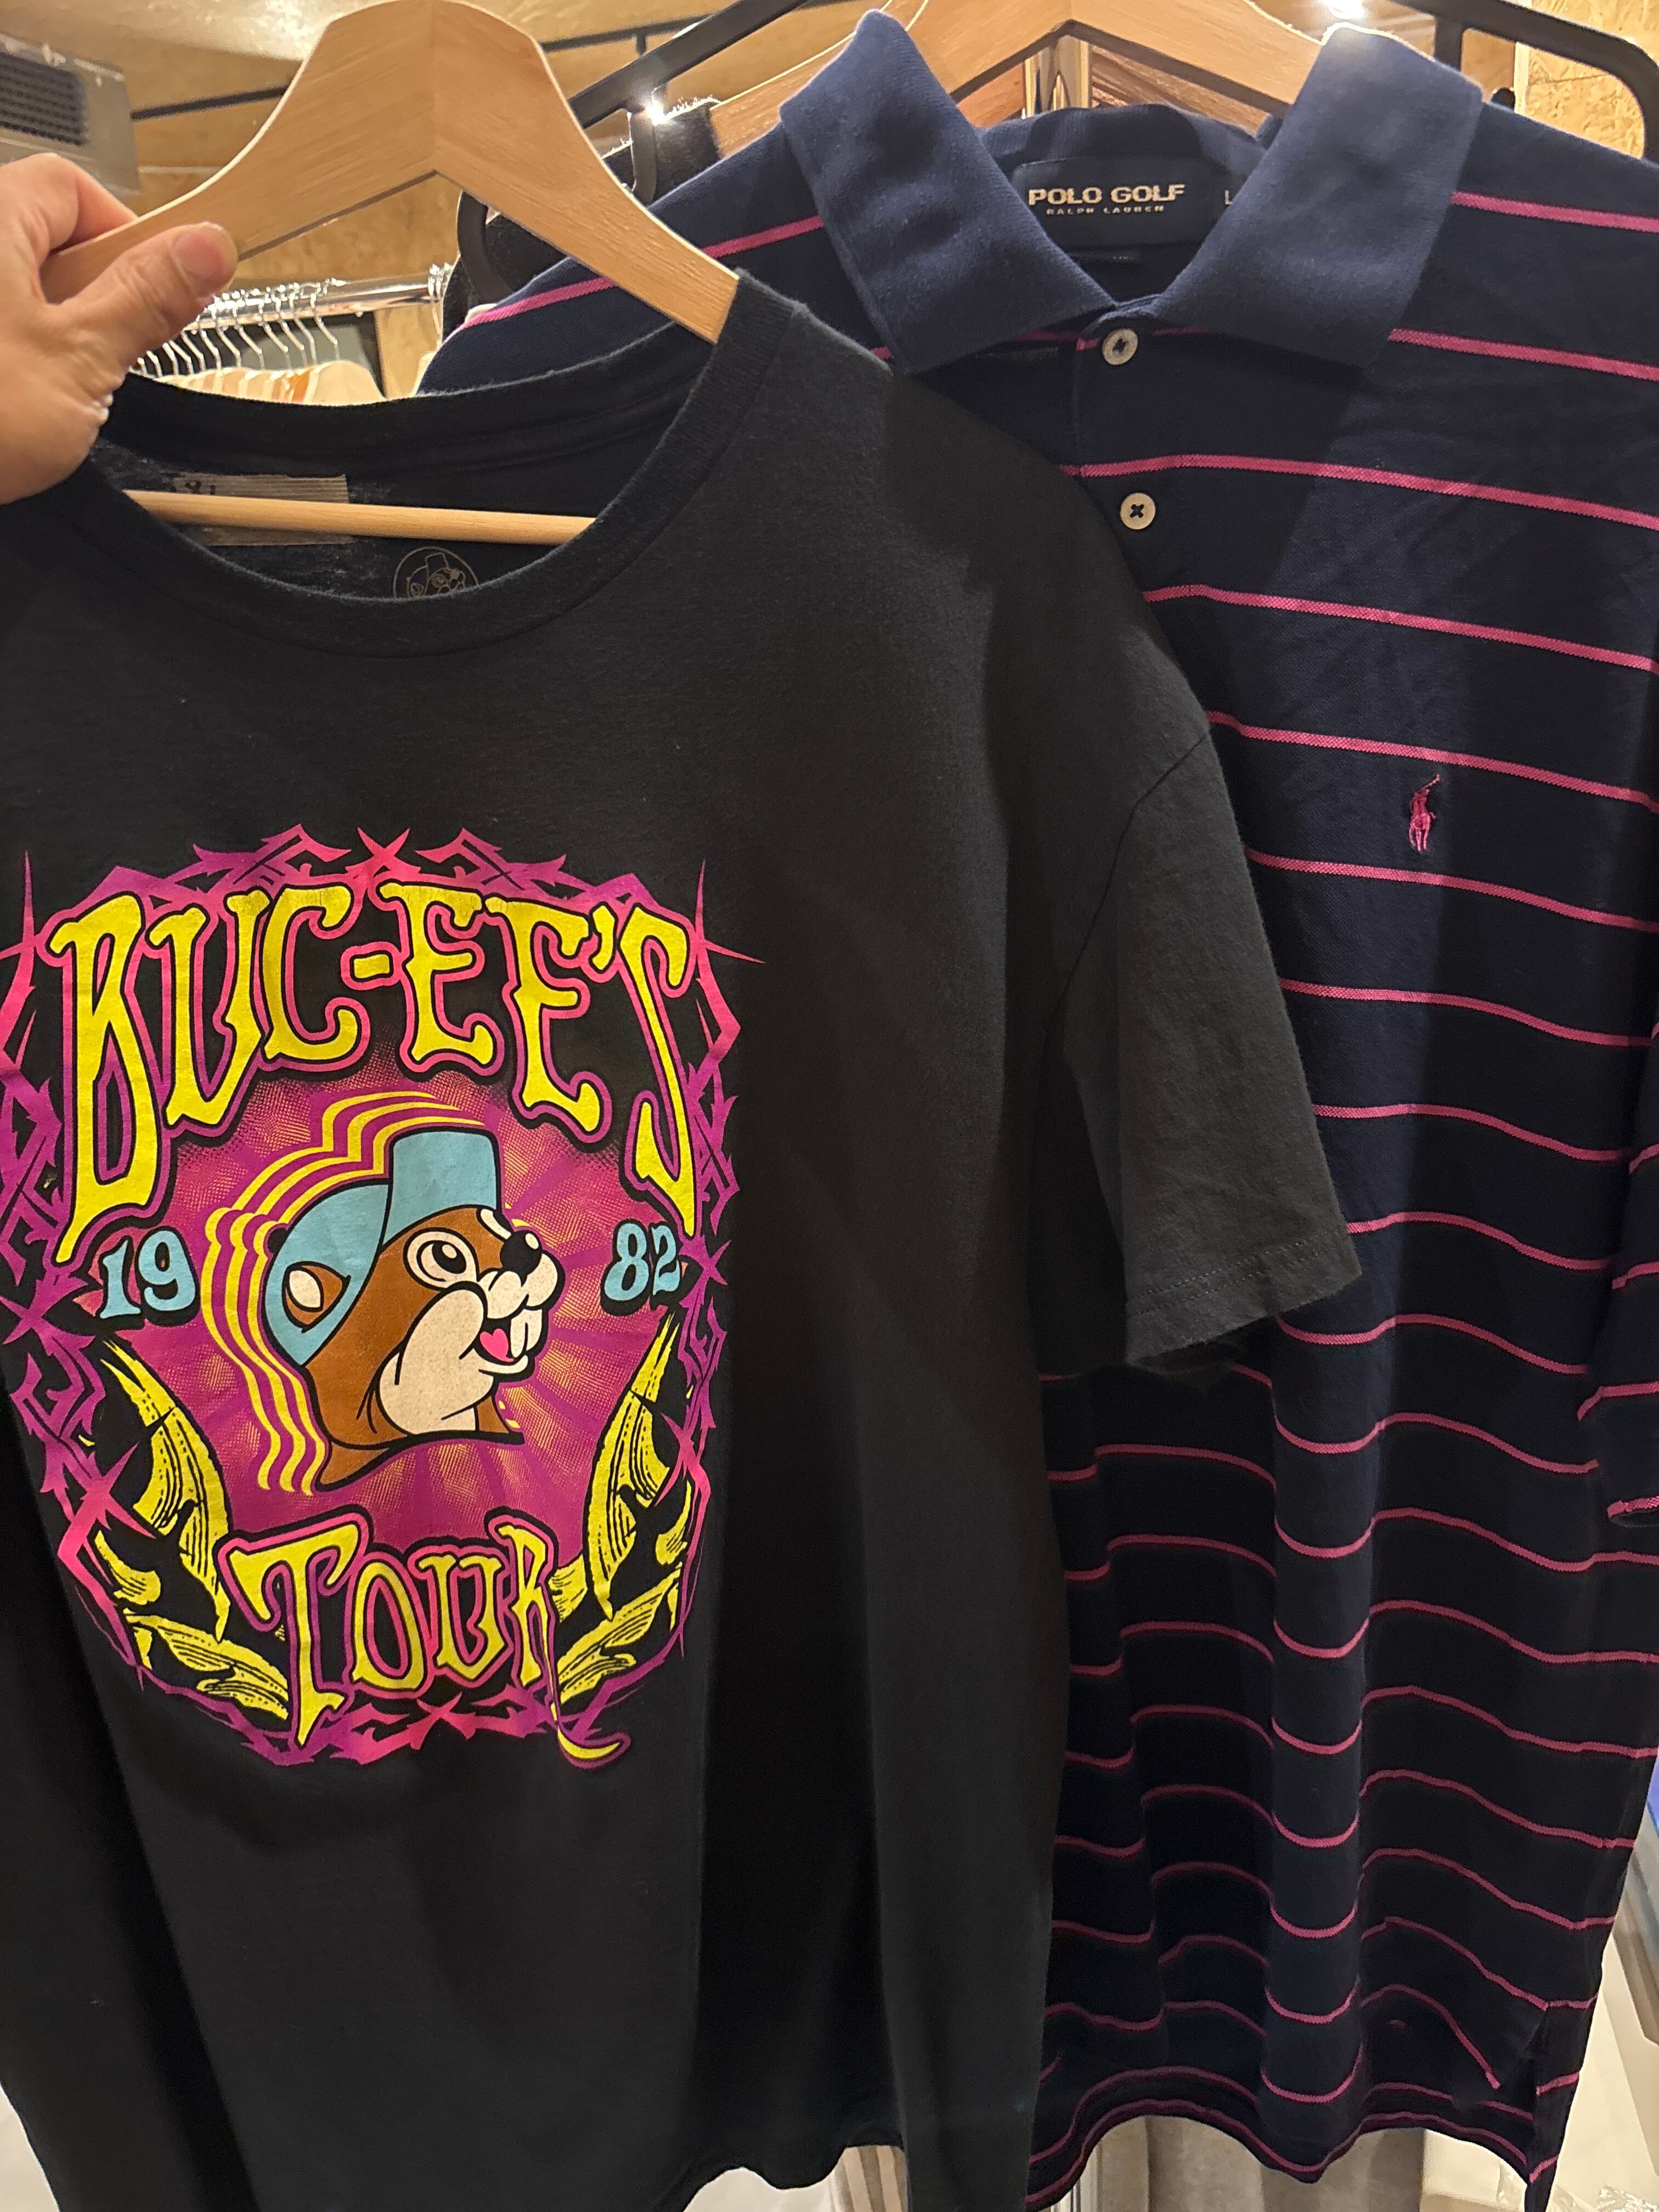 POLO GOLF
RALPH LAUREN
L
BUC-EE'S
19 82
TOUR